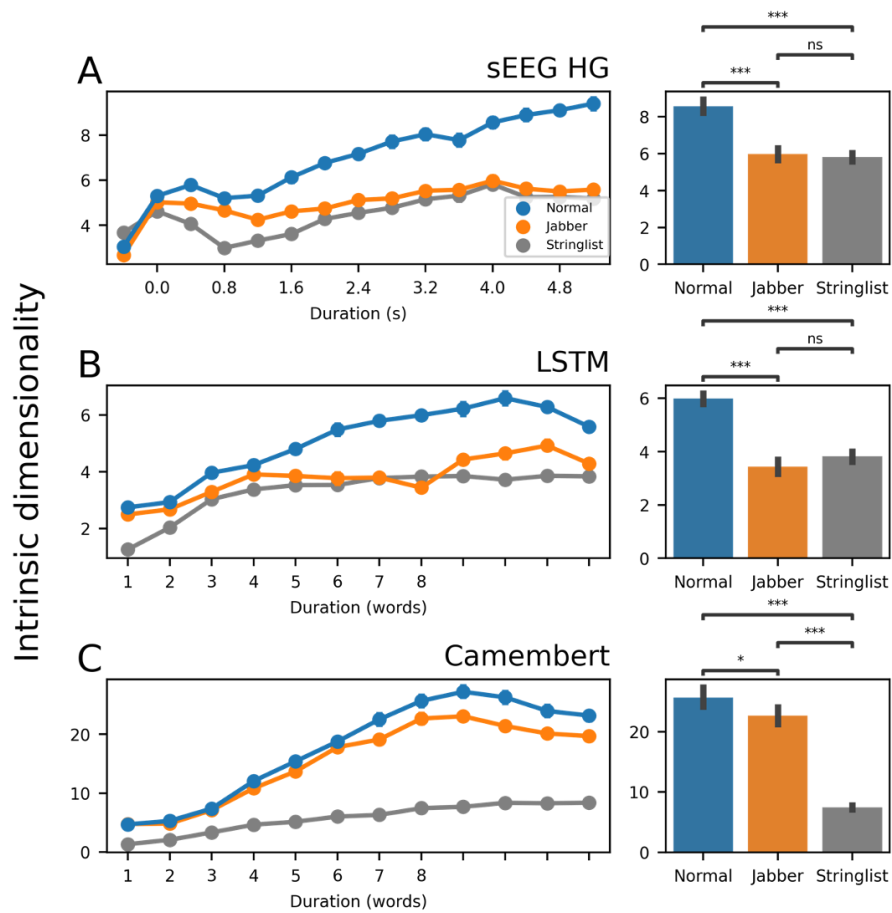 Intrinsic dimensionality
A
sEEG HG
8
6
4
0.0 0.8 1.6 2.4 3.2 4.0 4.8
Duration (s)
Normal
Jabber
Stringlist
***
ns
***
8
6
4
2
0
Normal Jabber Stringlist
B
LSTM
6
4
2
1 2 3 4 5 6 7 8
Duration (words)
***
ns
***
6
4
2
0
Normal Jabber Stringlist
C
Camembert
20
15
10
5
0
1 2 3 4 5 6 7 8
Duration (words)
***
***
*
20
10
0
Normal Jabber Stringlist